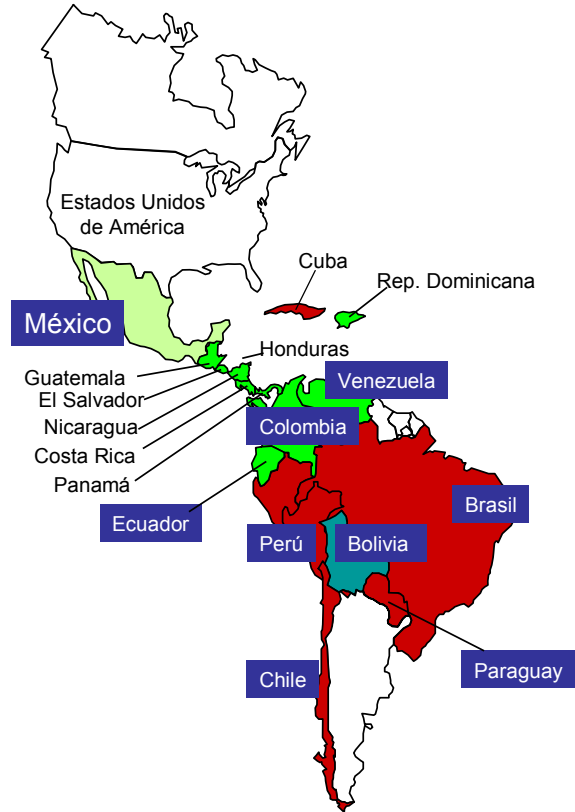 Estados Unidos
de América
Cuba
Rep. Dominicana
México
Honduras
Guatemala
El Salvador
Nicaragua
Costa Rica
Panamá
Venezuela
Colombia
Ecuador
Brasil
Perú
Bolivia
Paraguay
Chile